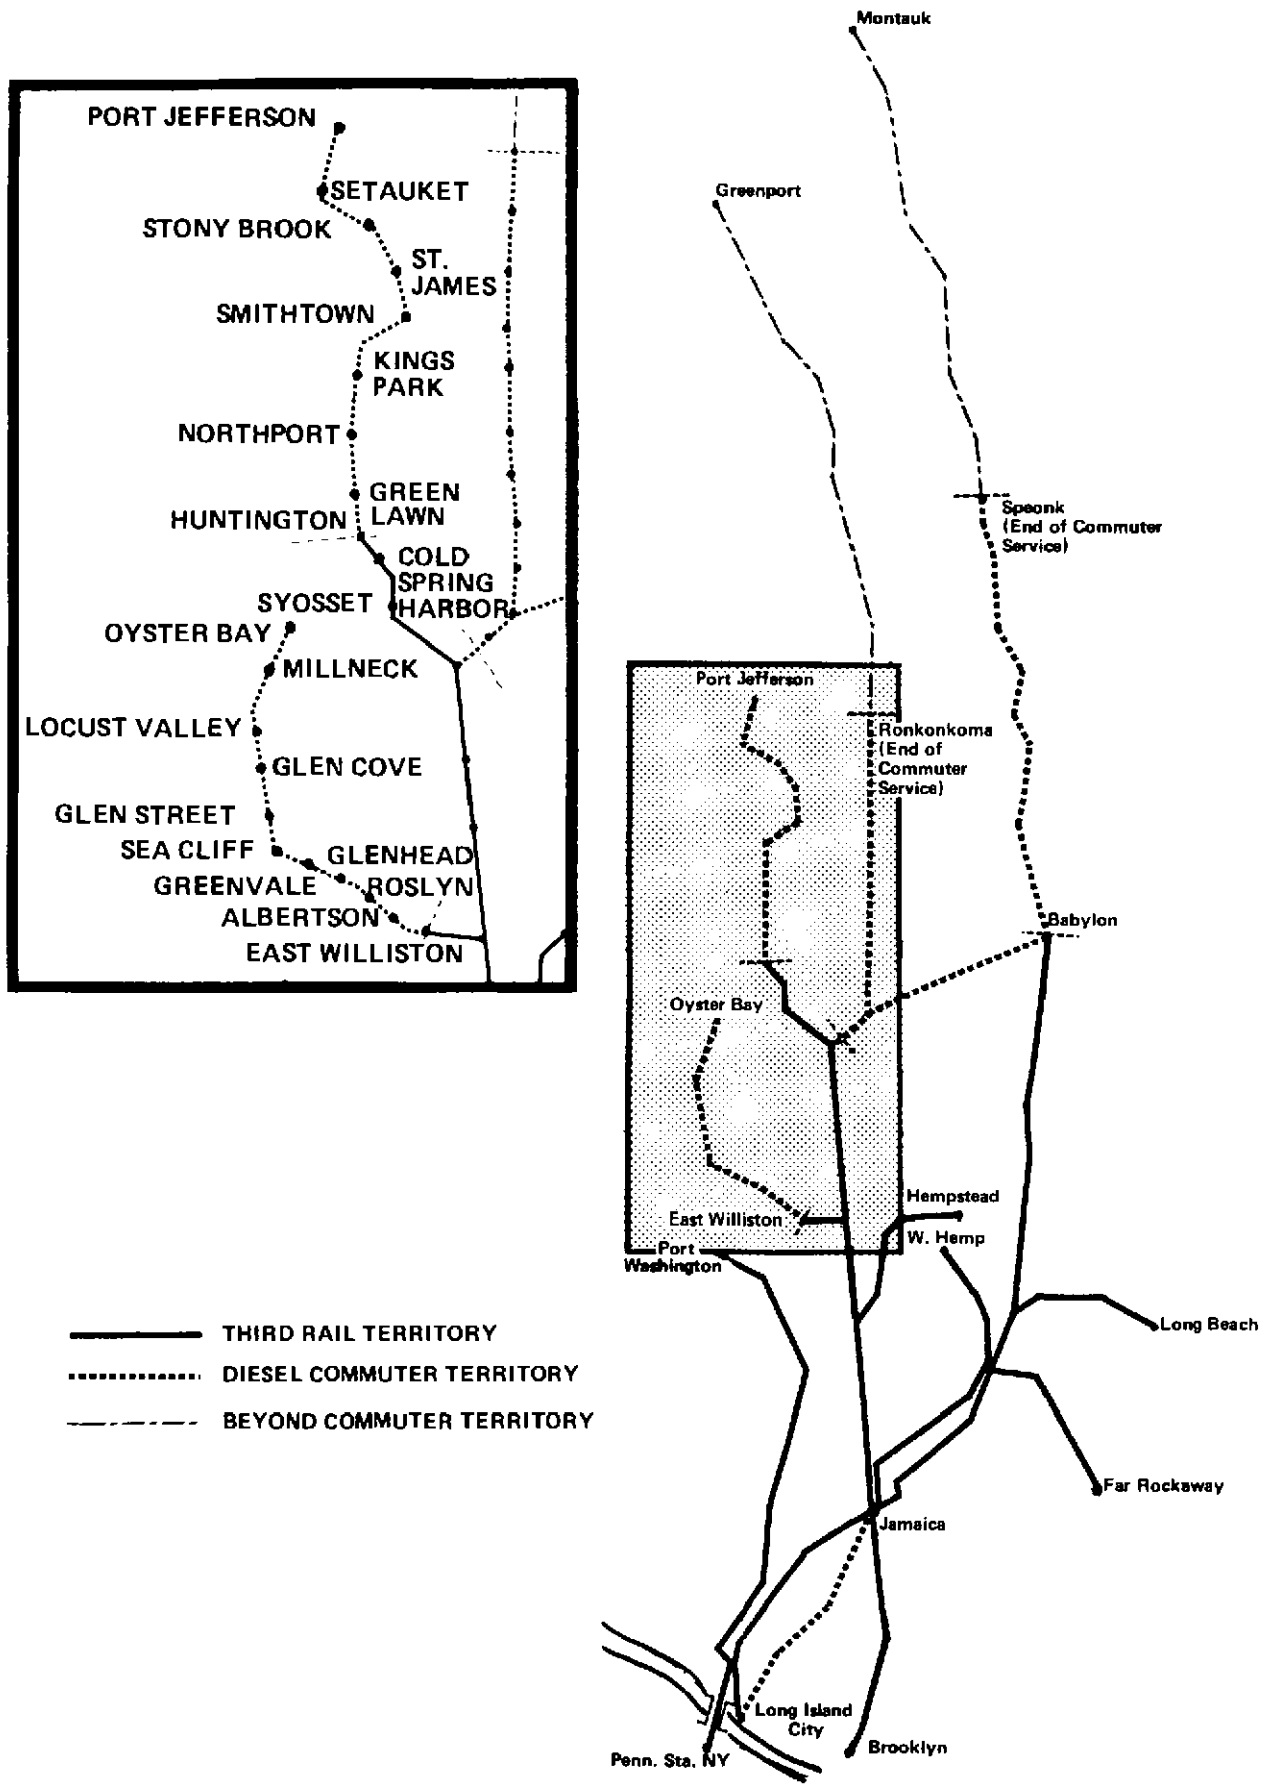 Montauk
Greenport
PORT JEFFERSON
SETAUKET
STONY BROOK
ST.
JAMES
SMITHTOWN
KINGS
PARK
NORTHPORT
GREEN
LAWN
HUNTINGTON
COLD
SPRING
HARBOR
SYOSSET
OYSTER BAY
MILLNECK
LOCUST VALLEY
GLEN COVE
GLEN STREET
SEA CLIFF
GLENHEAD
GREENVALE
ROSLYN
ALBERTSON
EAST WILLISTON
Speonk
(End of Commuter
Service)
Port Jefferson
Ronkonkoma
(End of
Commuter
Service)
Babylon
Oyster Bay
Hempstead
East Williston
W. Hemp
Port
Washington
Long Beach
THIRD RAIL TERRITORY
DIESEL COMMUTER TERRITORY
BEYOND COMMUTER TERRITORY
Far Rockaway
Jamaica
Long Island
City
Brooklyn
Penn. Sta. NY